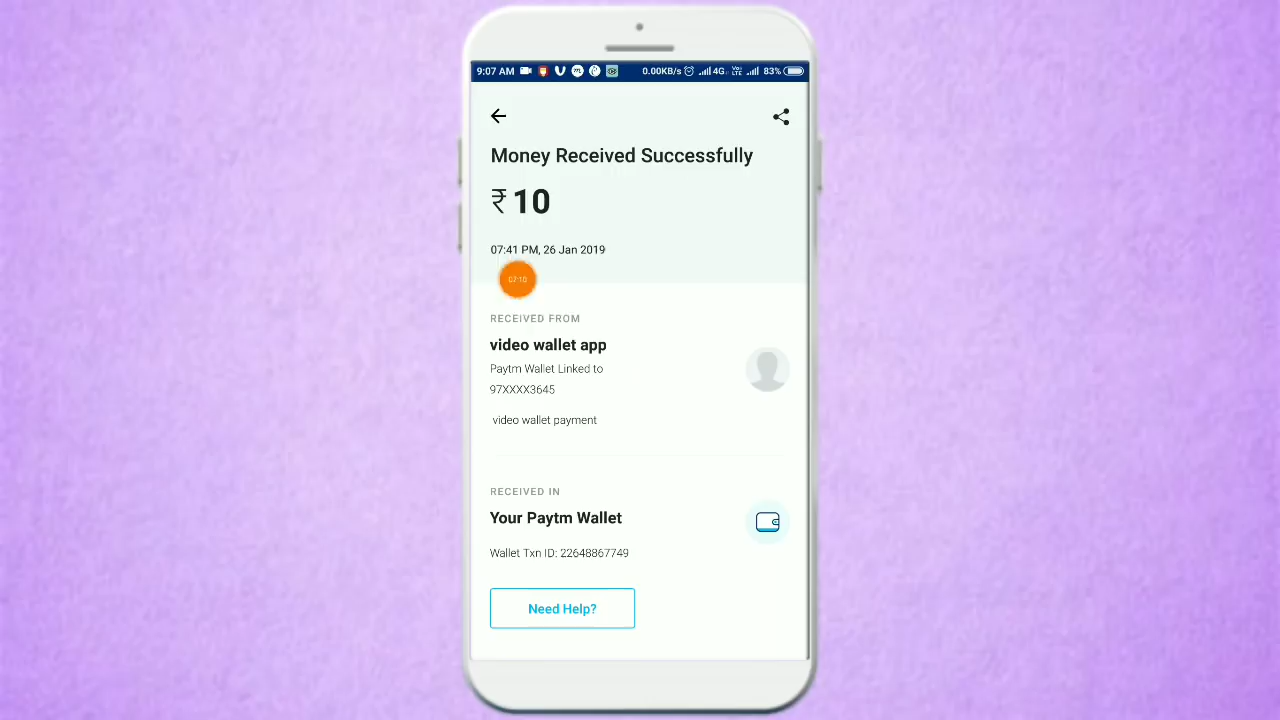 9:07 AM 0.00KB/s 4G VoLTE 83%
Money Received Successfully
₹ 10
07:41 PM, 26 Jan 2019
RECEIVED FROM
video wallet app
Paytm Wallet Linked to
97XXXX3645
video wallet payment
RECEIVED IN
Your Paytm Wallet
Wallet Txn ID: 22648867749
Need Help?